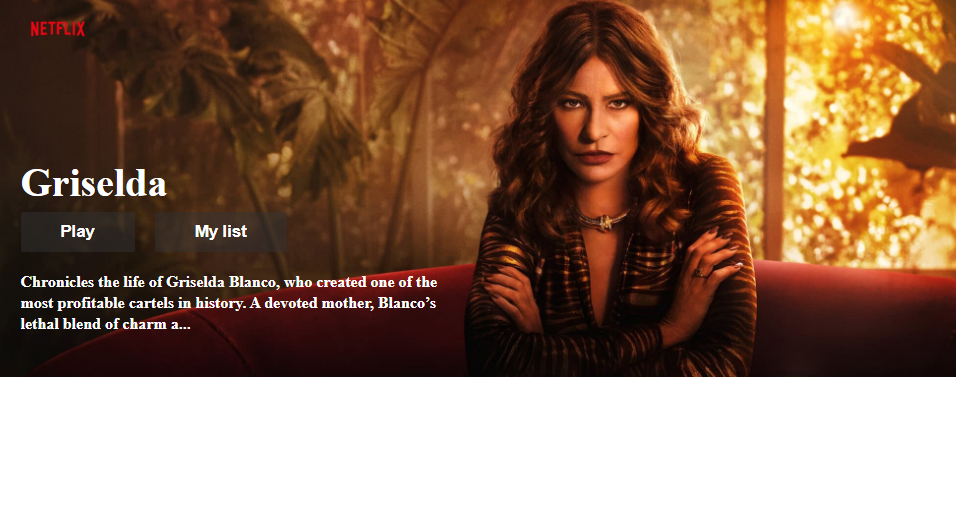 NETFLIX
Griselda
Play
My list
Chronicles the life of Griselda Blanco, who created one of the
most profitable cartels in history. A devoted mother, Blanco’s
lethal blend of charm a...